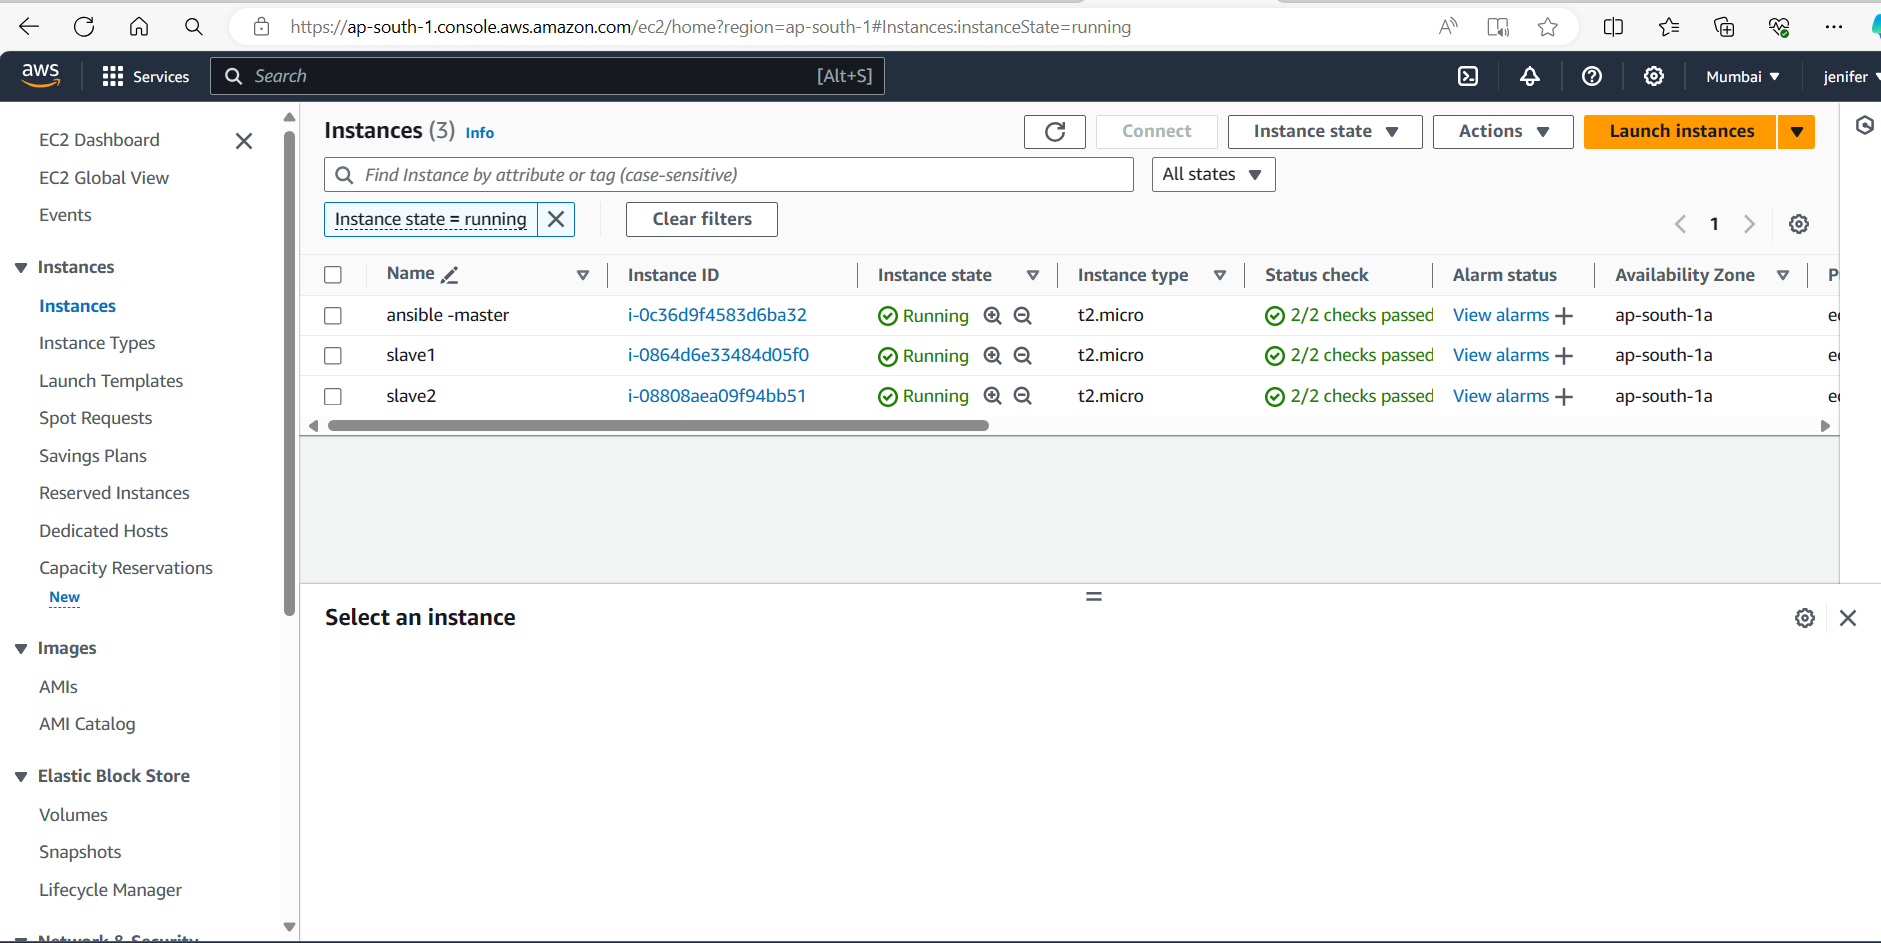 https://ap-south-1.console.aws.amazon.com/ec2/home?region=ap-south-1#Instances:instanceState=running
aws
Services
Search
[Alt+S]
Mumbai
jenifer
EC2 Dashboard
EC2 Global View
Events
Instances
Instances
Instance Types
Launch Templates
Spot Requests
Savings Plans
Reserved Instances
Dedicated Hosts
Capacity Reservations
New
Images
AMIs
AMI Catalog
Elastic Block Store
Volumes
Snapshots
Lifecycle Manager
Network & Security
Instances (3) Info
Connect
Instance state
Actions
Launch instances
Find Instance by attribute or tag (case-sensitive)
All states
Instance state = running
Clear filters
1
Name Instance ID Instance state Instance type Status check Alarm status Availability Zone
ansible -master i-0c36d9f4583d6ba32 Running t2.micro 2/2 checks passed View alarms ap-south-1a
slave1 i-0864d6e33484d05f0 Running t2.micro 2/2 checks passed View alarms ap-south-1a
slave2 i-08808aea09f94bb51 Running t2.micro 2/2 checks passed View alarms ap-south-1a
Select an instance